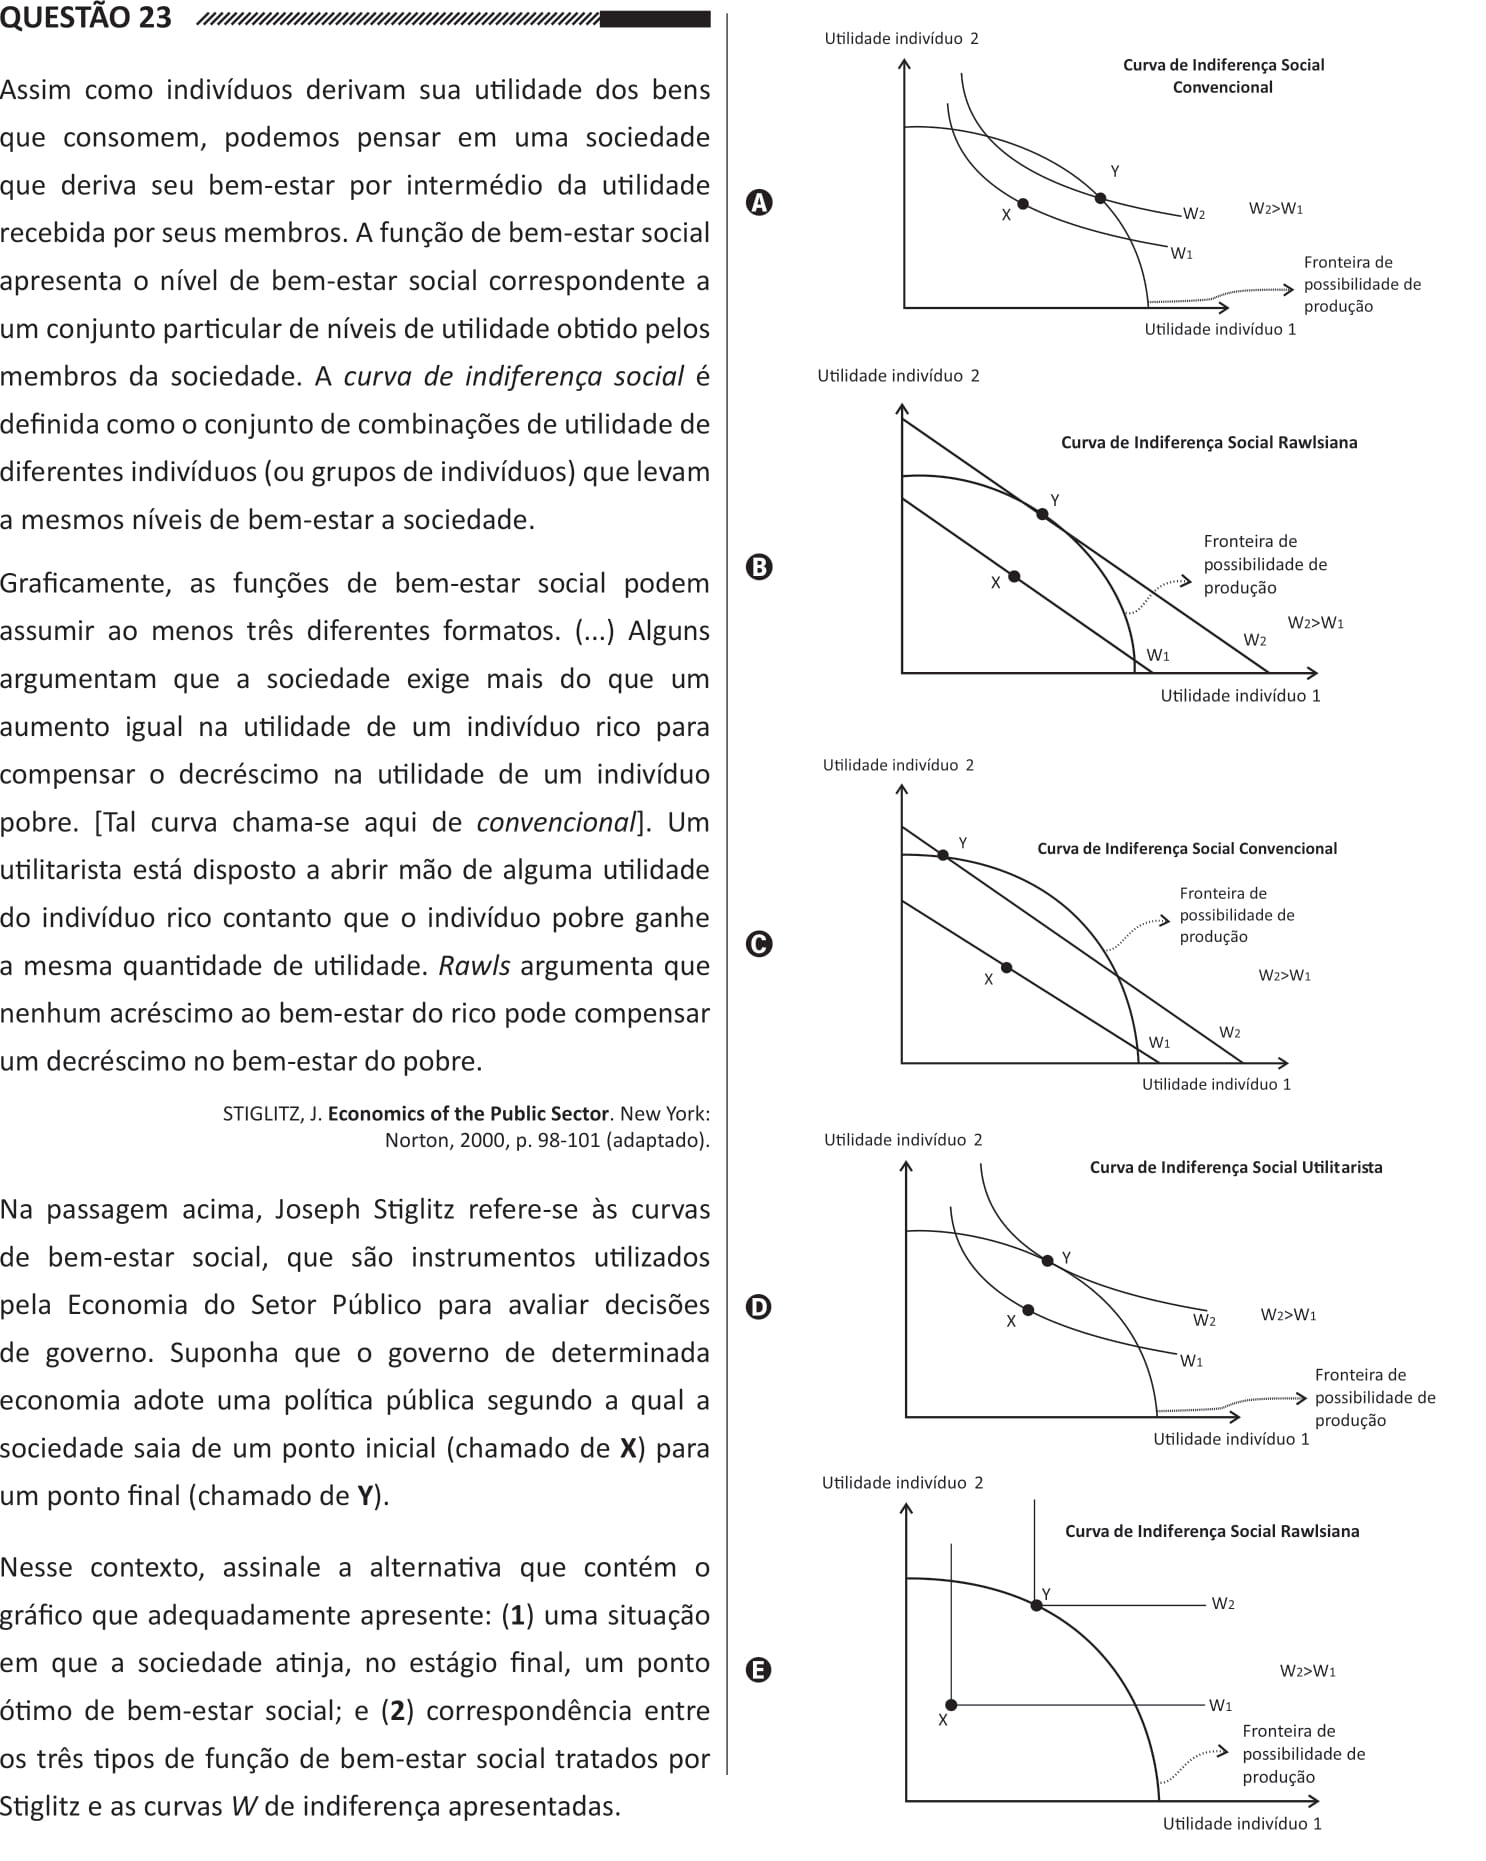 QUESTÃO 23
Assim como indivíduos derivam sua utilidade dos bens
que consomem, podemos pensar em uma sociedade
que deriva seu bem-estar por intermédio da utilidade
recebida por seus membros. A função de bem-estar social
apresenta o nível de bem-estar social correspondente a
um conjunto particular de níveis de utilidade obtido pelos
membros da sociedade. A curva de indiferença social é
definida como o conjunto de combinações de utilidade de
diferentes indivíduos (ou grupos de indivíduos) que levam
a mesmos níveis de bem-estar a sociedade.
Graficamente, as funções de bem-estar social podem
assumir ao menos três diferentes formatos. (...) Alguns
argumentam que a sociedade exige mais do que um
aumento igual na utilidade de um indivíduo rico para
compensar o decréscimo na utilidade de um indivíduo
pobre. [Tal curva chama-se aqui de convencional]. Um
utilitarista está disposto a abrir mão de alguma utilidade
do indivíduo rico contanto que o indivíduo pobre ganhe
a mesma quantidade de utilidade. Rawls argumenta que
nenhum acréscimo ao bem-estar do rico pode compensar
um decréscimo no bem-estar do pobre.
STIGLITZ, J. Economics of the Public Sector. New York:
Norton, 2000, p. 98-101 (adaptado).
Na passagem acima, Joseph Stiglitz refere-se às curvas
de bem-estar social, que são instrumentos utilizados
pela Economia do Setor Público para avaliar decisões
de governo. Suponha que o governo de determinada
economia adote uma política pública segundo a qual a
sociedade saia de um ponto inicial (chamado de X) para
um ponto final (chamado de Y).
Nesse contexto, assinale a alternativa que contém o
gráfico que adequadamente apresente: (1) uma situação
em que a sociedade atinja, no estágio final, um ponto
ótimo de bem-estar social; e (2) correspondência entre
os três tipos de função de bem-estar social tratados por
Stiglitz e as curvas W de indiferença apresentadas.
A
Utilidade indivíduo 2
Curva de Indiferença Social
Convencional
Y
X
W2
W2>W1
W1
Fronteira de
possibilidade de
produção
Utilidade indivíduo 1
B
Utilidade indivíduo 2
Curva de Indiferença Social Rawlsiana
Y
Fronteira de
possibilidade de
produção
X
W2>W1
W2
W1
Utilidade indivíduo 1
C
Utilidade indivíduo 2
Y
Curva de Indiferença Social Convencional
Fronteira de
possibilidade de
produção
X
W2>W1
W2
W1
Utilidade indivíduo 1
D
Utilidade indivíduo 2
Curva de Indiferença Social Utilitarista
Y
X
W2
W2>W1
W1
Fronteira de
possibilidade de
produção
Utilidade indivíduo 1
E
Utilidade indivíduo 2
Curva de Indiferença Social Rawlsiana
Y
W2
W2>W1
W1
X
Fronteira de
possibilidade de
produção
Utilidade indivíduo 1